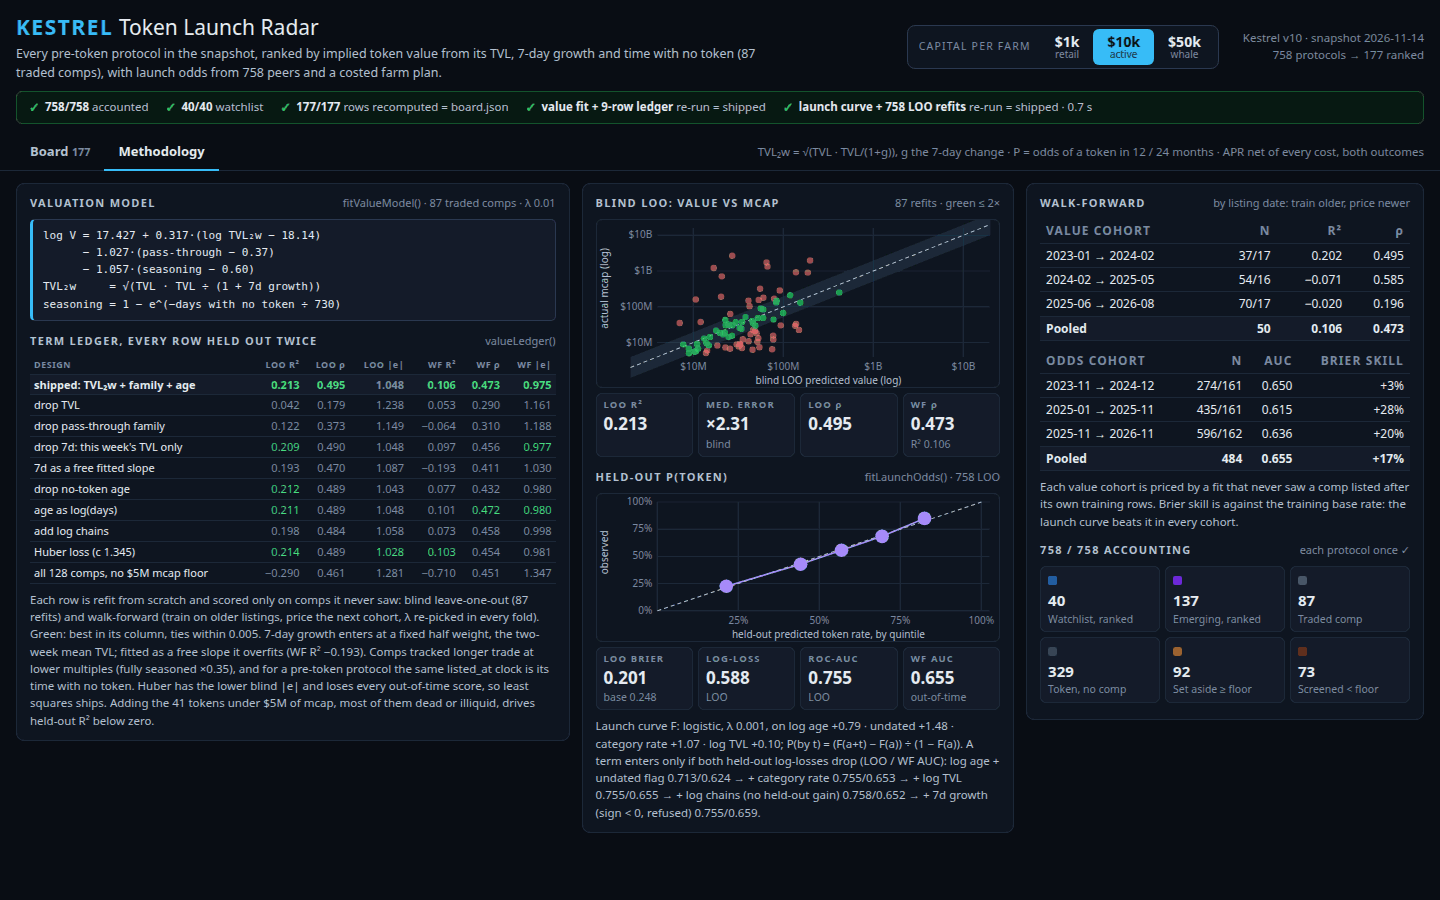 KESTREL Token Launch Radar
Every pre-token protocol in the snapshot, ranked by implied token value from its TVL, 7-day growth and time with no token (87
traded comps), with launch odds from 758 peers and a costed farm plan.
CAPITAL PER FARM
$1k
retail
$10k
active
$50k
whale
Kestrel v10 · snapshot 2026-11-14
758 protocols → 177 ranked
✓ 758/758 accounted
✓ 40/40 watchlist
✓ 177/177 rows recomputed = board.json
✓ value fit + 9-row ledger re-run = shipped
✓ launch curve + 758 LOO refits re-run = shipped · 0.7 s
Board 177
Methodology
TVL₂w = √(TVL · TVL/(1+g)), g the 7-day change · P = odds of a token in 12 / 24 months · APR net of every cost, both outcomes
VALUATION MODEL
fitValueModel() · 87 traded comps · λ 0.01
log V = 17.427 + 0.317·(log TVL₂w − 18.14)
− 1.027·(pass-through − 0.37)
− 1.057·(seasoning − 0.60)
TVL₂w = √(TVL · TVL ÷ (1 + 7d growth))
seasoning = 1 − e^(−days with no token ÷ 730)
TERM LEDGER, EVERY ROW HELD OUT TWICE
valueLedger()
DESIGN LOO R² LOO ρ LOO |e| WF R² WF ρ WF |e|
shipped: TVL₂w + family + age 0.213 0.495 1.048 0.106 0.473 0.975
drop TVL 0.042 0.179 1.238 0.053 0.290 1.161
drop pass-through family 0.122 0.373 1.149 −0.064 0.310 1.188
drop 7d: this week's TVL only 0.209 0.490 1.048 0.097 0.456 0.977
7d as a free fitted slope 0.193 0.470 1.087 −0.193 0.411 1.030
drop no-token age 0.212 0.489 1.043 0.077 0.432 0.980
age as log(days) 0.211 0.489 1.048 0.101 0.472 0.980
add log chains 0.198 0.484 1.058 0.073 0.458 0.998
Huber loss (c 1.345) 0.214 0.489 1.028 0.103 0.454 0.981
all 128 comps, no $5M mcap floor −0.290 0.461 1.281 −0.710 0.451 1.347
Each row is refit from scratch and scored only on comps it never saw: blind leave-one-out (87
refits) and walk-forward (train on older listings, price the next cohort, λ re-picked in every fold).
Green: best in its column, ties within 0.005. 7-day growth enters at a fixed half weight, the two-
week mean TVL; fitted as a free slope it overfits (WF R² −0.193). Comps tracked longer trade at
lower multiples (fully seasoned ×0.35), and for a pre-token protocol the same listed_at clock is its
time with no token. Huber has the lower blind |e| and loses every out-of-time score, so least
squares ships. Adding the 41 tokens under $5M of mcap, most of them dead or illiquid, drives
held-out R² below zero.
BLIND LOO: VALUE VS MCAP
87 refits · green ≤ 2×
actual mcap (log)
$10B
$1B
$100M
$10M
$10M $100M $1B $10B
blind LOO predicted value (log)
LOO R²
0.213
MED. ERROR
×2.31
blind
LOO ρ
0.495
WF ρ
0.473
R² 0.106
HELD-OUT P(TOKEN)
fitLaunchOdds() · 758 LOO
observed
100%
75%
50%
25%
0%
25% 50% 75% 100%
held-out predicted token rate, by quintile
LOO BRIER
0.201
base 0.248
LOG-LOSS
0.588
LOO
ROC-AUC
0.755
LOO
WF AUC
0.655
out-of-time
Launch curve F: logistic, λ 0.001, on log age +0.79 · undated +1.48 ·
category rate +1.07 · log TVL +0.10; P(by t) = (F(a+t) − F(a)) ÷ (1 − F(a)). A
term enters only if both held-out log-losses drop (LOO / WF AUC): log age +
undated flag 0.713/0.624 → + category rate 0.755/0.653 → + log TVL
0.755/0.655 → + log chains (no held-out gain) 0.758/0.652 → + 7d growth
(sign < 0, refused) 0.755/0.659.
WALK-FORWARD
by listing date: train older, price newer
VALUE COHORT N R² ρ
2023-01 → 2024-02 37/17 0.202 0.495
2024-02 → 2025-05 54/16 −0.071 0.585
2025-06 → 2026-08 70/17 −0.020 0.196
Pooled 50 0.106 0.473
ODDS COHORT N AUC BRIER SKILL
2023-11 → 2024-12 274/161 0.650 +3%
2025-01 → 2025-11 435/161 0.615 +28%
2025-11 → 2026-11 596/162 0.636 +20%
Pooled 484 0.655 +17%
Each value cohort is priced by a fit that never saw a comp listed after
its own training rows. Brier skill is against the training base rate: the
launch curve beats it in every cohort.
758 / 758 ACCOUNTING
each protocol once ✓
40
Watchlist, ranked
137
Emerging, ranked
87
Traded comp
329
Token, no comp
92
Set aside ≥ floor
73
Screened < floor